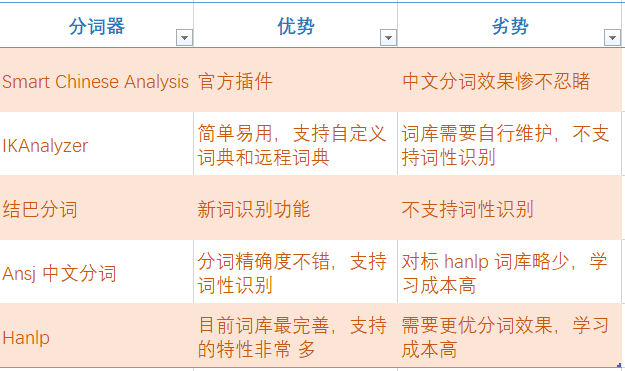 分词器 优势 劣势
Smart Chinese Analysis 官方插件 中文分词效果惨不忍睹
IKAnalyzer 简单易用，支持自定义 词库需要自行维护，不支
词典和远程词典 持词性识别
结巴分词 新词识别功能 不支持词性识别
Ansj 中文分词 分词精确度不错，支持 对标 hanlp 词库略少，学
词性识别 习成本高
Hanlp 目前词库最完善，支持 需要更优分词效果，学习
的特性非常 多 成本高